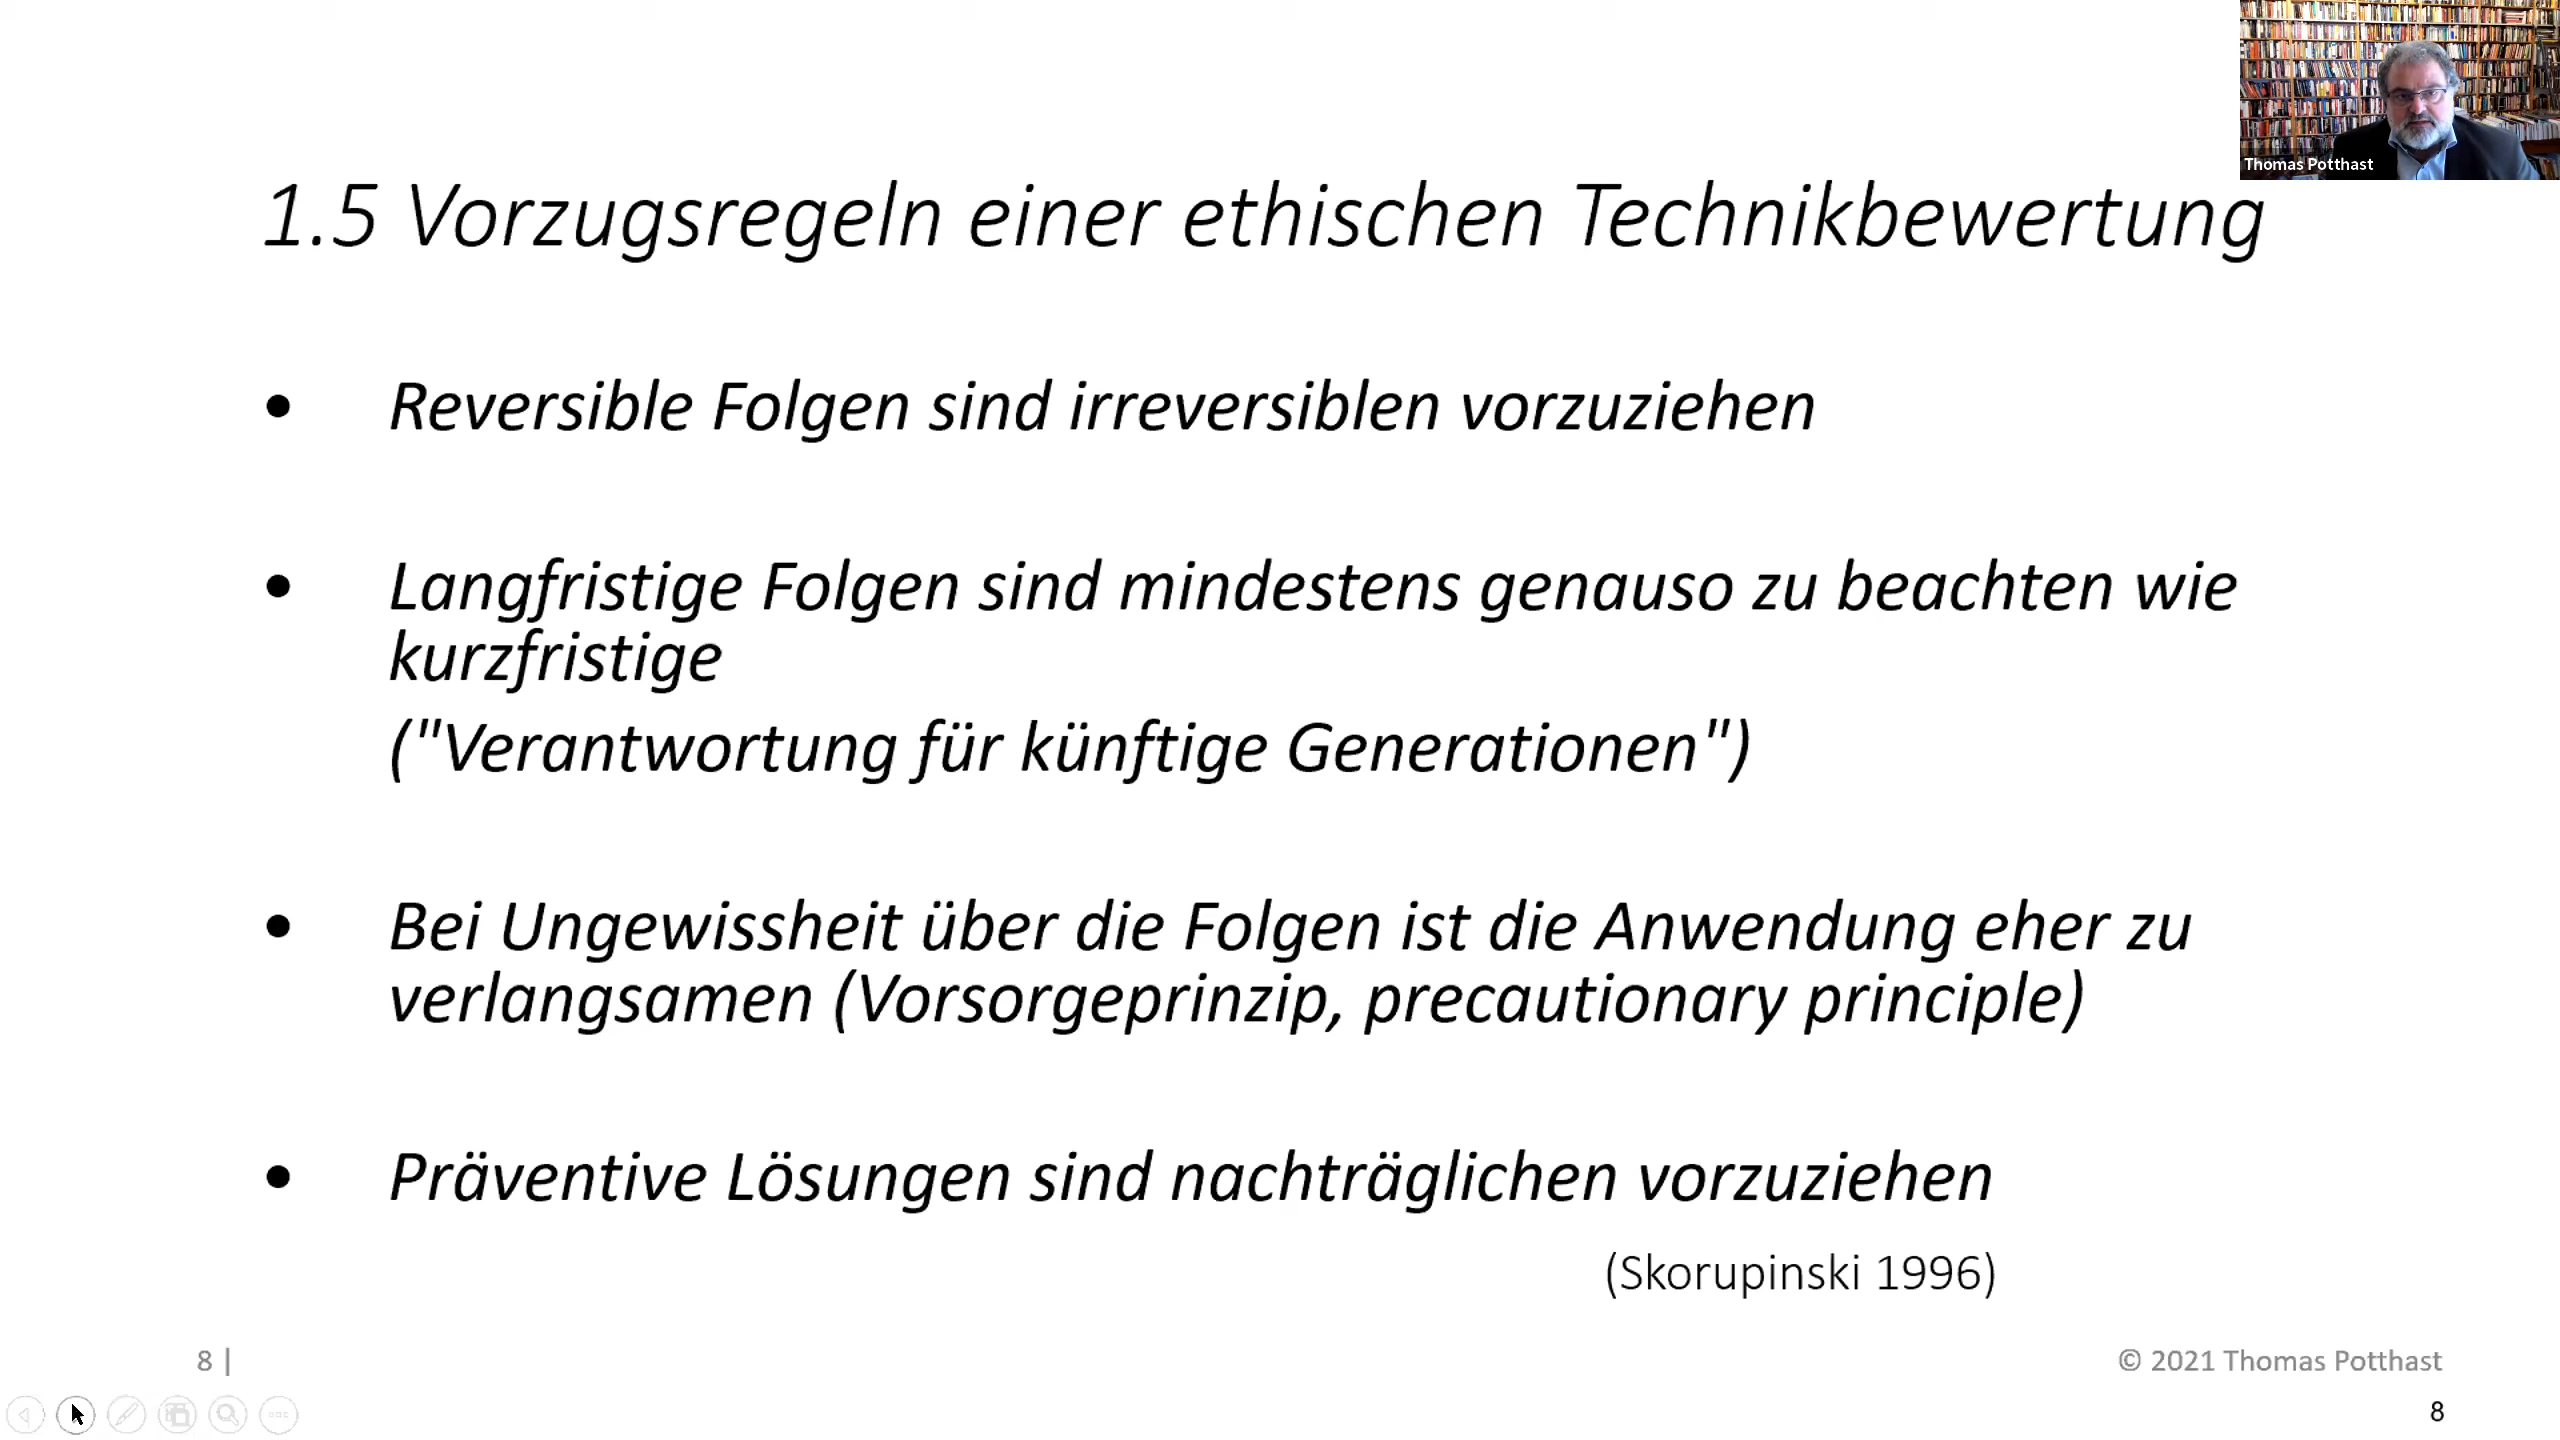 Thomas Potthast
1.5 Vorzugsregeln einer ethischen Technikbewertung
• Reversible Folgen sind irreversiblen vorzuziehen
• Langfristige Folgen sind mindestens genauso zu beachten wie
kurzfristige
("Verantwortung für künftige Generationen")
• Bei Ungewissheit über die Folgen ist die Anwendung eher zu
verlangsamen (Vorsorgeprinzip, precautionary principle)
• Präventive Lösungen sind nachträglichen vorzuziehen
(Skorupinski 1996)
8 |
© 2021 Thomas Potthast
8